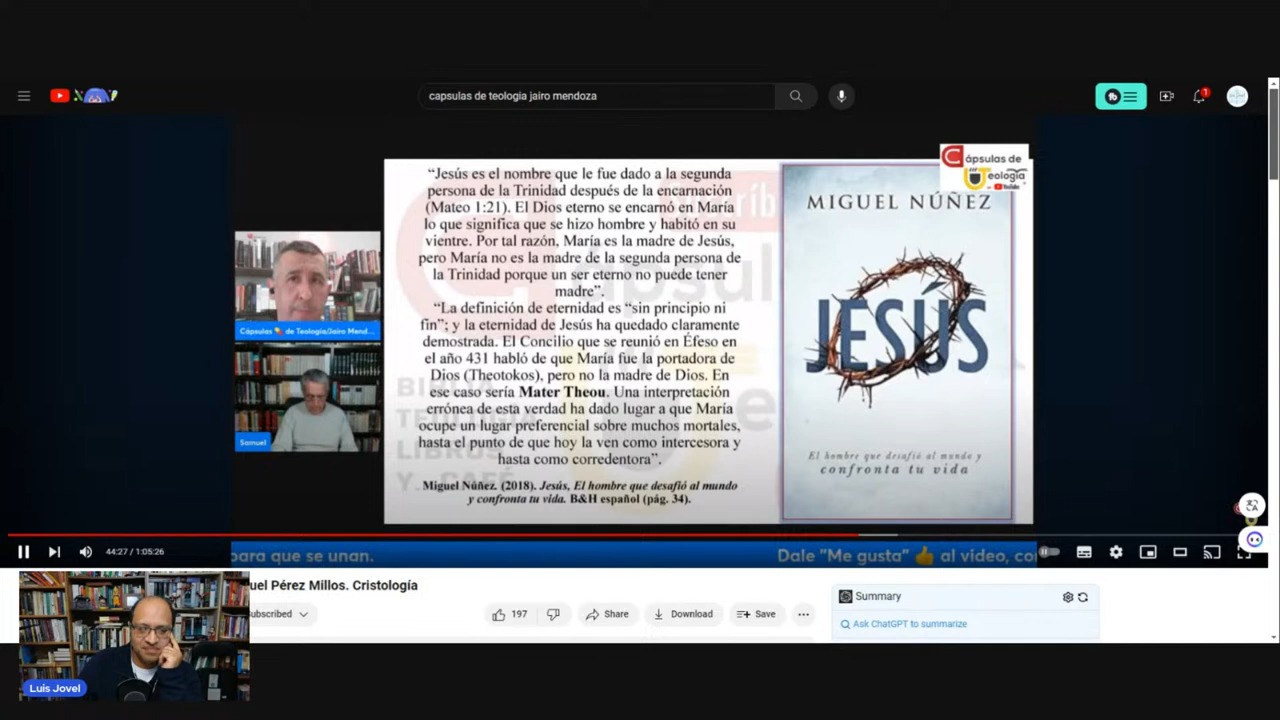 capsulas de teologia jairo mendoza
1
Cápsulas de
Teología
YouTube
“Jesús es el nombre que le fue dado a la segunda
persona de la Trinidad después de la encarnación
(Mateo 1:21). El Dios eterno se encarnó en María
lo que significa que se hizo hombre y habitó en su
vientre. Por tal razón, María es la madre de Jesús,
pero María no es la madre de la segunda persona de
la Trinidad porque un ser eterno no puede tener
madre”.
“La definición de eternidad es “sin principio ni
fin”; y la eternidad de Jesús ha quedado claramente
demostrada. El Concilio que se reunió en Éfeso en
el año 431 habló de que María fue la portadora de
Dios (Theotokos), pero no la madre de Dios. En
ese caso sería Mater Theou. Una interpretación
errónea de esta verdad ha dado lugar a que María
ocupe un lugar preferencial sobre muchos mortales,
hasta el punto de que hoy la ven como intercesora y
hasta como corredentora”.
Miguel Núñez. (2018). Jesús, El hombre que desafió al mundo
y confronta tu vida. B&H español (pág. 34).
MIGUEL NÚÑEZ
JESÚS
El hombre que desafió al mundo y
confronta tu vida
Cápsulas de Teología/Jairo Mend...
Samuel
44:27 / 1:05:26
para que se unan.
Dale "Me gusta" al video, co
uel Pérez Millos. Cristología
ubscribed
197
Share
Download
Save
Summary
Ask ChatGPT to summarize
Luis Jovel